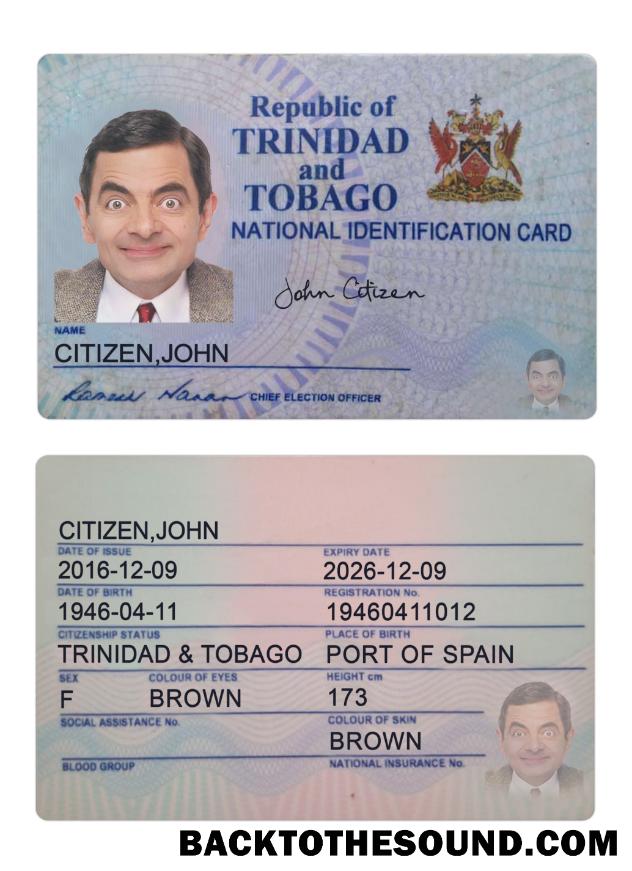 Republic of
TRINIDAD
and
TOBAGO
NATIONAL IDENTIFICATION CARD
John Citizen
NAME
CITIZEN,JOHN
CHIEF ELECTION OFFICER
CITIZEN,JOHN
DATE OF ISSUE EXPIRY DATE
2016-12-09 2026-12-09
DATE OF BIRTH REGISTRATION No.
1946-04-11 19460411012
CITIZENSHIP STATUS PLACE OF BIRTH
TRINIDAD & TOBAGO PORT OF SPAIN
SEX COLOUR OF EYES HEIGHT cm
F BROWN 173
SOCIAL ASSISTANCE No. COLOUR OF SKIN
BROWN
BLOOD GROUP NATIONAL INSURANCE No.
BACKTOTHESOUND.COM